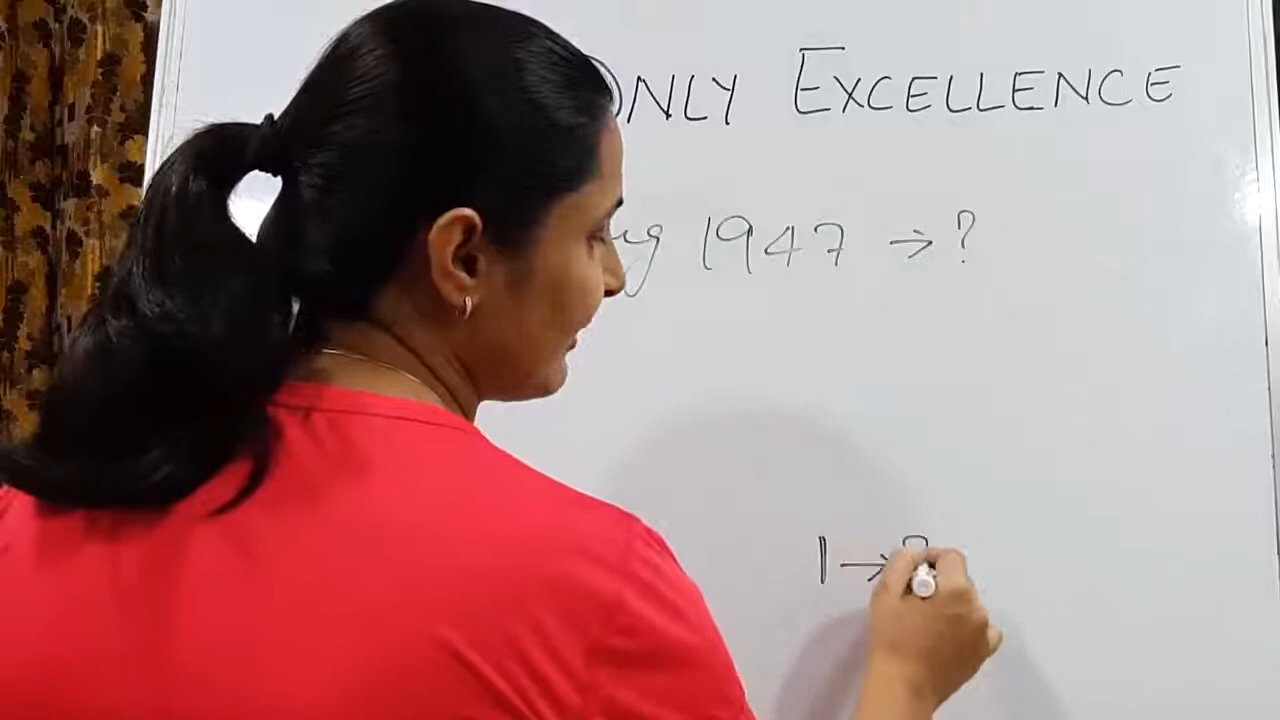 ONLY EXCELLENCE
1947 → ?
1 →